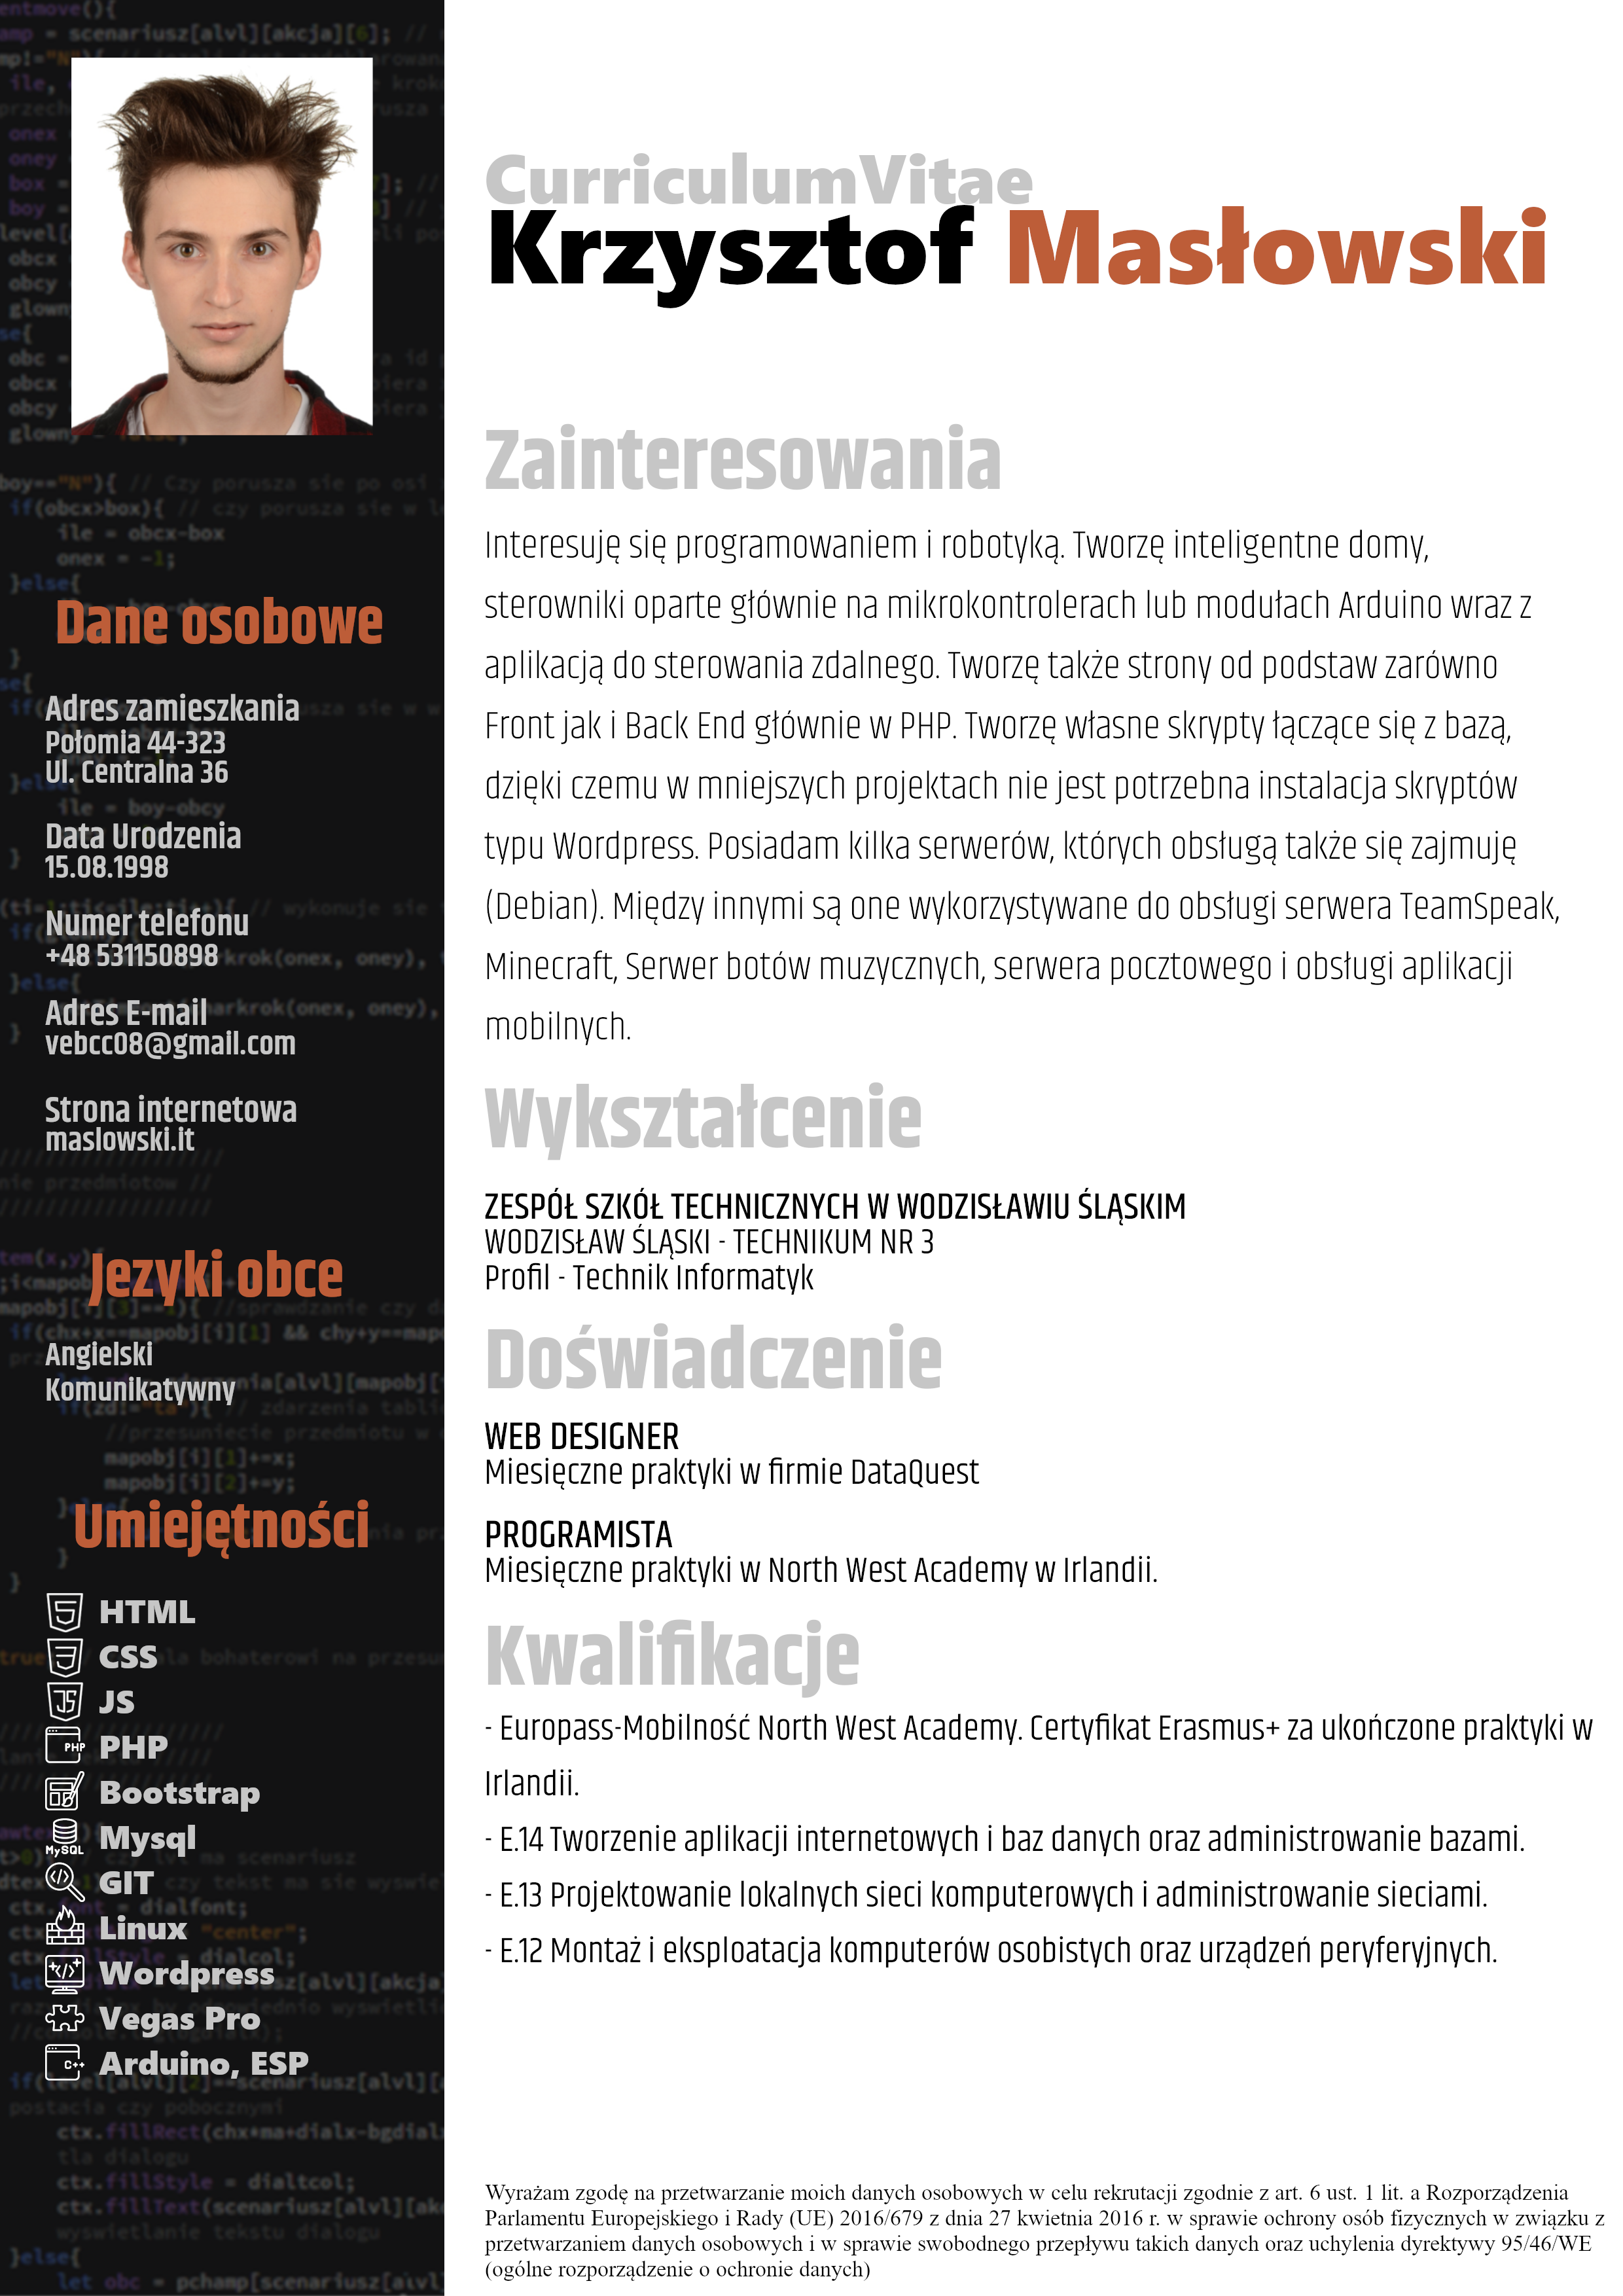 CurriculumVitae
Krzysztof Masłowski
Dane osobowe
Adres zamieszkania
Połomia 44-323
Ul. Centralna 36
Data Urodzenia
15.08.1998
Numer telefonu
+48 531150898
Adres E-mail
vebcc08@gmail.com
Strona internetowa
maslowski.it
Jezyki obce
Angielski
Komunikatywny
Umiejętności
HTML
CSS
JS
PHP
Bootstrap
Mysql
GIT
Linux
Wordpress
Vegas Pro
Arduino, ESP
Zainteresowania
Interesuję się programowaniem i robotyką. Tworzę inteligentne domy,
sterowniki oparte głównie na mikrokontrolerach lub modułach Arduino wraz z
aplikacją do sterowania zdalnego. Tworzę także strony od podstaw zarówno
Front jak i Back End głównie w PHP. Tworzę własne skrypty łączące się z bazą,
dzięki czemu w mniejszych projektach nie jest potrzebna instalacja skryptów
typu Wordpress. Posiadam kilka serwerów, których obsługą także się zajmuję
(Debian). Między innymi są one wykorzystywane do obsługi serwera TeamSpeak,
Minecraft, Serwer botów muzycznych, serwera pocztowego i obsługi aplikacji
mobilnych.
Wykształcenie
ZESPÓŁ SZKÓŁ TECHNICZNYCH W WODZISŁAWIU ŚLĄSKIM
WODZISŁAW ŚLĄSKI - TECHNIKUM NR 3
Profil - Technik Informatyk
Doświadczenie
WEB DESIGNER
Miesięczne praktyki w firmie DataQuest
PROGRAMISTA
Miesięczne praktyki w North West Academy w Irlandii.
Kwalifikacje
- Europass-Mobilność North West Academy. Certyfikat Erasmus+ za ukończone praktyki w
Irlandii.
- E.14 Tworzenie aplikacji internetowych i baz danych oraz administrowanie bazami.
- E.13 Projektowanie lokalnych sieci komputerowych i administrowanie sieciami.
- E.12 Montaż i eksploatacja komputerów osobistych oraz urządzeń peryferyjnych.
Wyrażam zgodę na przetwarzanie moich danych osobowych w celu rekrutacji zgodnie z art. 6 ust. 1 lit. a Rozporządzenia
Parlamentu Europejskiego i Rady (UE) 2016/679 z dnia 27 kwietnia 2016 r. w sprawie ochrony osób fizycznych w związku z
przetwarzaniem danych osobowych i w sprawie swobodnego przepływu takich danych oraz uchylenia dyrektywy 95/46/WE
(ogólne rozporządzenie o ochronie danych)